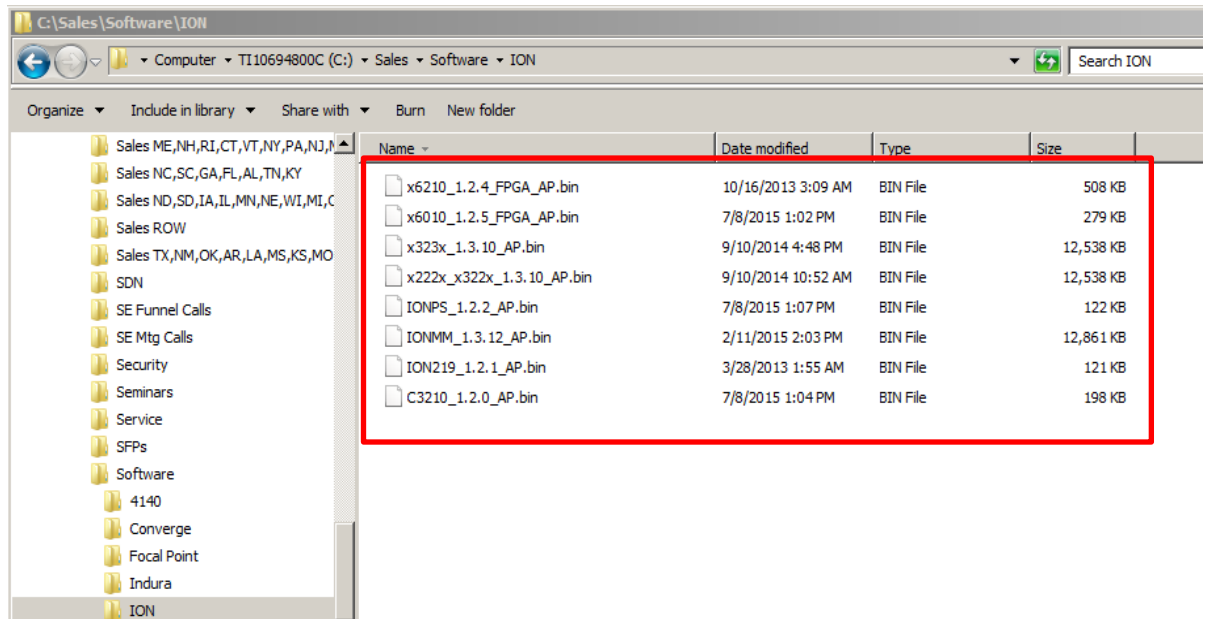 C:\Sales\Software\ION
Computer TI10694800C (C:) Sales Software ION
Search ION
Organize Include in library Share with Burn New folder
Name Date modified Type Size
Sales ME,NH,RI,CT,VT,NY,PA,NJ,
Sales NC,SC,GA,FL,AL,TN,KY
Sales ND,SD,IA,IL,MN,NE,WI,MI,
Sales ROW
Sales TX,NM,OK,AR,LA,MS,KS,MO
SDN
SE Funnel Calls
SE Mtg Calls
Security
Seminars
Service
SFPs
Software
4140
Converge
Focal Point
Indura
ION
x6210_1.2.4_FPGA_AP.bin 10/16/2013 3:09 AM BIN File 508 KB
x6010_1.2.5_FPGA_AP.bin 7/8/2015 1:02 PM BIN File 279 KB
x323x_1.3.10_AP.bin 9/10/2014 4:48 PM BIN File 12,538 KB
x222x_x322x_1.3.10_AP.bin 9/10/2014 10:52 AM BIN File 12,538 KB
IONPS_1.2.2_AP.bin 7/8/2015 1:07 PM BIN File 122 KB
IONMM_1.3.12_AP.bin 2/11/2015 2:03 PM BIN File 12,861 KB
ION219_1.2.1_AP.bin 3/28/2013 1:55 AM BIN File 121 KB
C3210_1.2.0_AP.bin 7/8/2015 1:04 PM BIN File 198 KB